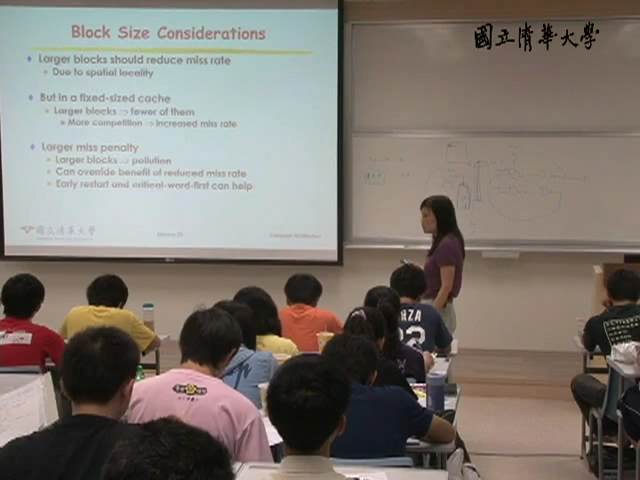 Block Size Considerations
國立清華大學
Larger blocks should reduce miss rate
Due to spatial locality
But in a fixed-sized cache
Larger blocks ⇒ fewer of them
More competition ⇒ increased miss rate
Larger miss penalty
Larger blocks ⇒ pollution
Can override benefit of reduced miss rate
Early restart and critical-word-first can help
國立清華大學
Computer Architecture